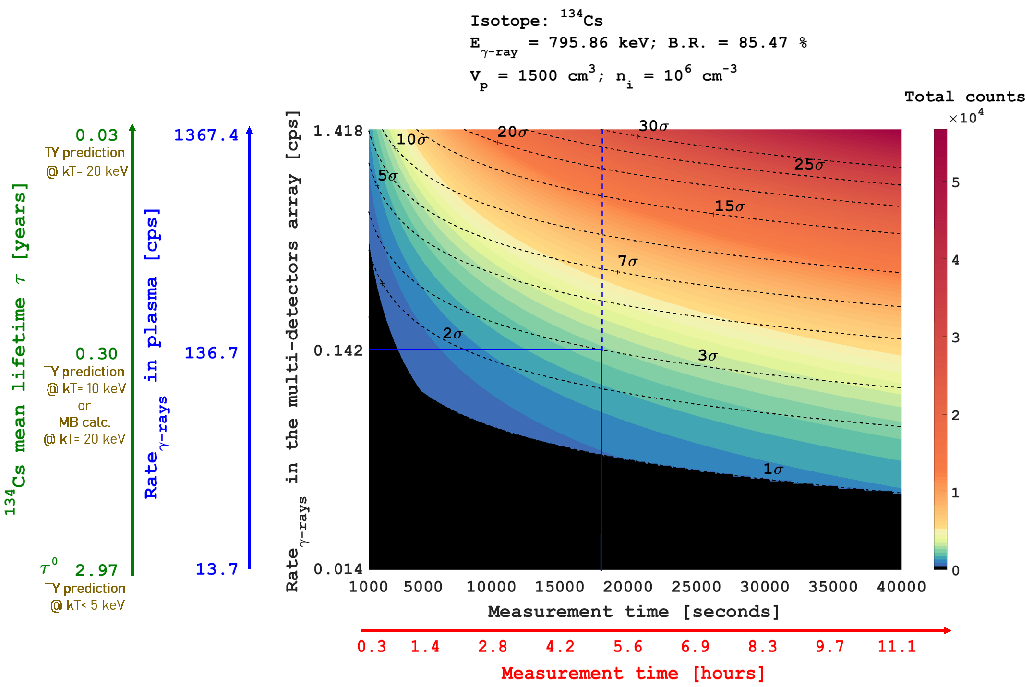 Isotope: ¹³⁴Cs
E_γ-ray = 795.86 keV; B.R. = 85.47 %
V_p = 1500 cm³; n_i = 10⁶ cm⁻³
Total counts
×10⁴
5
4
3
2
1
0
¹³⁴Cs mean lifetime τ [years]
0.03
TY prediction
@ kT= 20 keV
0.30
TY prediction
@ kT= 10 keV
or
MB calc.
@ kT= 20 keV
τ⁰ 2.97
TY prediction
@ kT< 5 keV
Rate_γ-rays in plasma [cps]
1367.4
136.7
13.7
Rate_γ-rays in the multi-detectors array [cps]
1.418
0.142
0.014
30σ
20σ
10σ
25σ
5σ
15σ
7σ
2σ
3σ
1σ
1000 5000 10000 15000 20000 25000 30000 35000 40000
Measurement time [seconds]
0.3 1.4 2.8 4.2 5.6 6.9 8.3 9.7 11.1
Measurement time [hours]